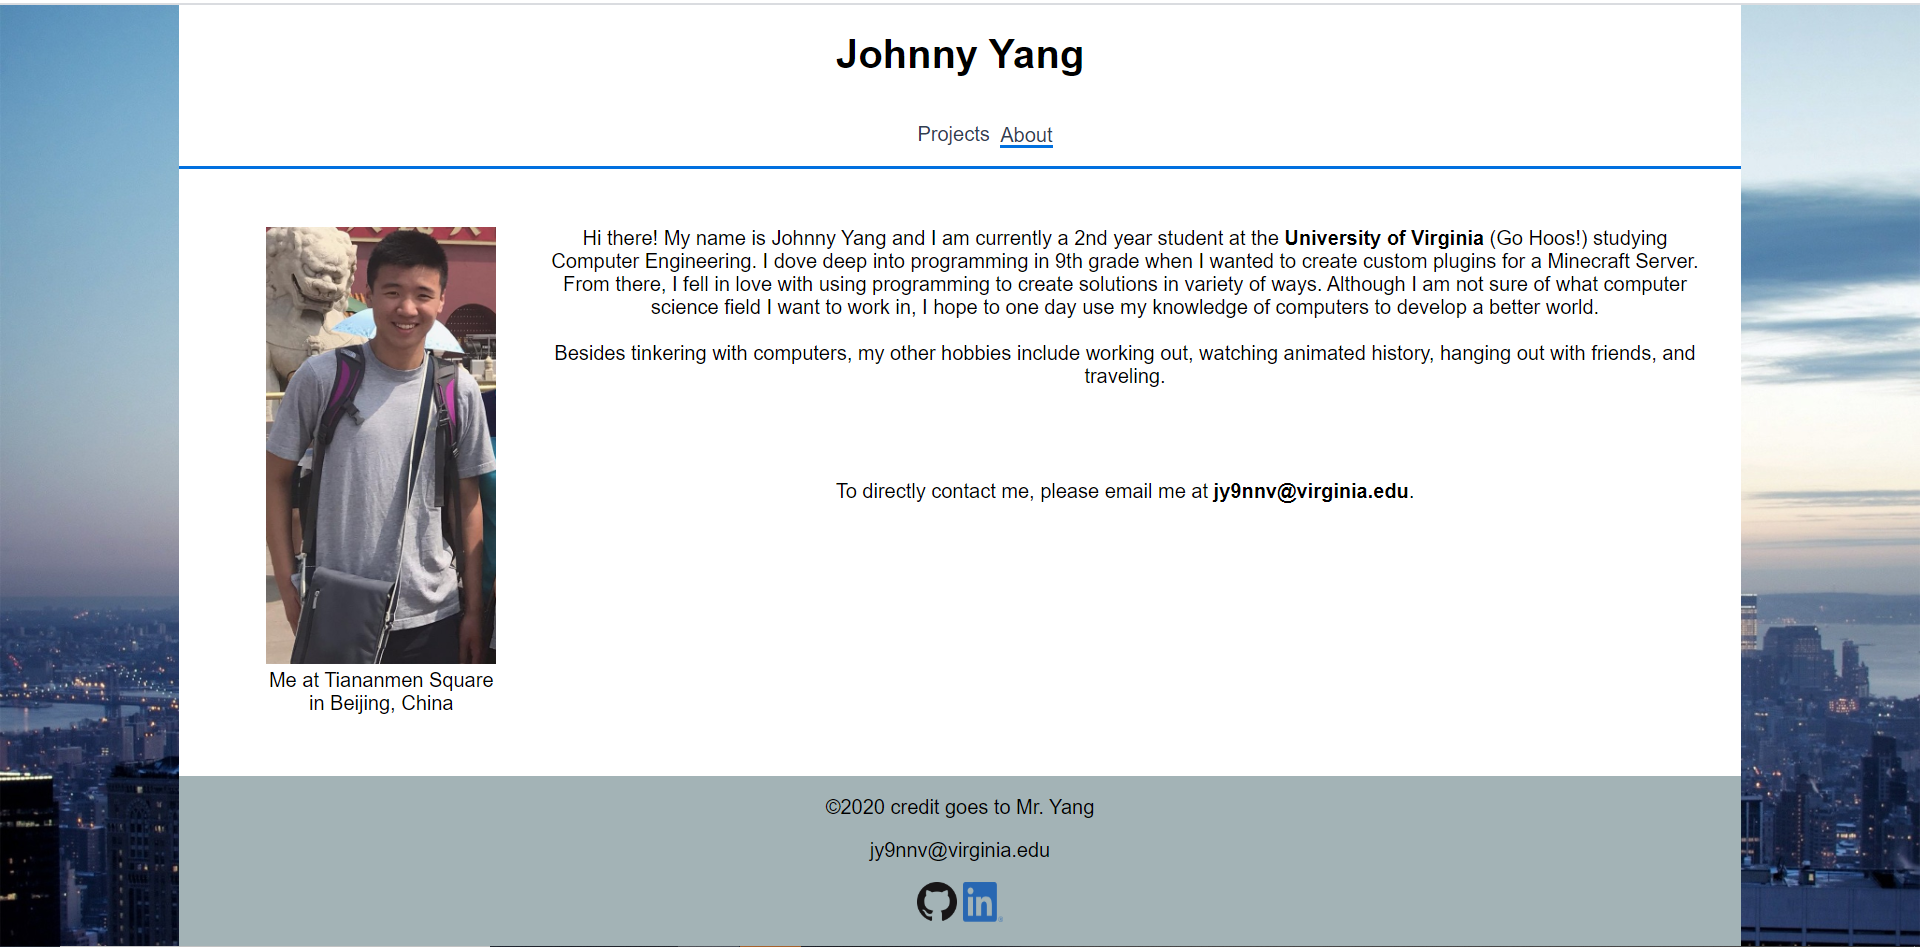 Johnny Yang
Projects About
Hi there! My name is Johnny Yang and I am currently a 2nd year student at the University of Virginia (Go Hoos!) studying
Computer Engineering. I dove deep into programming in 9th grade when I wanted to create custom plugins for a Minecraft Server.
From there, I fell in love with using programming to create solutions in variety of ways. Although I am not sure of what computer
science field I want to work in, I hope to one day use my knowledge of computers to develop a better world.
Besides tinkering with computers, my other hobbies include working out, watching animated history, hanging out with friends, and
traveling.
To directly contact me, please email me at jy9nnv@virginia.edu.
Me at Tiananmen Square
in Beijing, China
©2020 credit goes to Mr. Yang
jy9nnv@virginia.edu
in